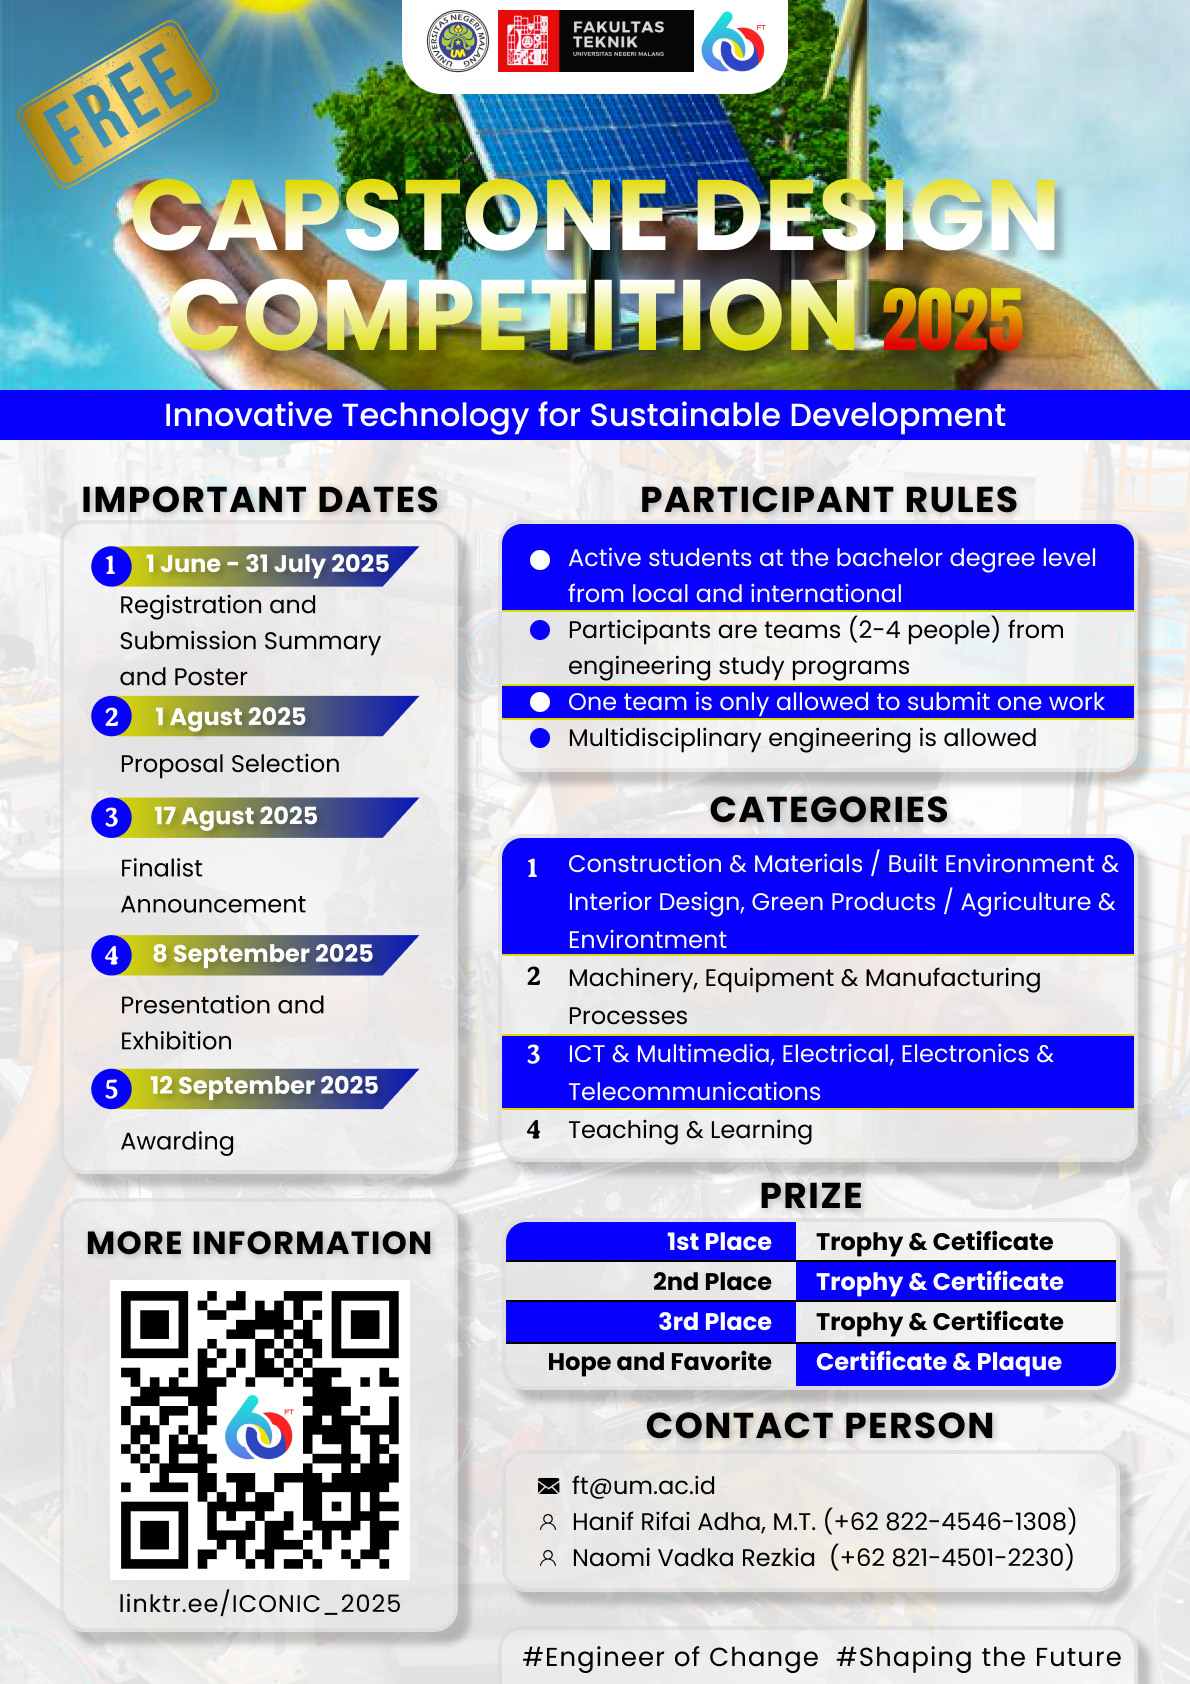 UNIVERSITAS NEGERI MALANG
UM
FAKULTAS
TEKNIK
UNIVERSITAS NEGERI MALANG
FT
FREE
CAPSTONE DESIGN
COMPETITION 2025
Innovative Technology for Sustainable Development
IMPORTANT DATES
1 1 June - 31 July 2025
Registration and
Submission Summary
and Poster
2 1 Agust 2025
Proposal Selection
3 17 Agust 2025
Finalist
Announcement
4 8 September 2025
Presentation and
Exhibition
5 12 September 2025
Awarding
MORE INFORMATION
FT
linktr.ee/ICONIC_2025
PARTICIPANT RULES
Active students at the bachelor degree level
from local and international
Participants are teams (2-4 people) from
engineering study programs
One team is only allowed to submit one work
Multidisciplinary engineering is allowed
CATEGORIES
1 Construction & Materials / Built Environment &
Interior Design, Green Products / Agriculture &
Environtment
2 Machinery, Equipment & Manufacturing
Processes
3 ICT & Multimedia, Electrical, Electronics &
Telecommunications
4 Teaching & Learning
PRIZE
1st Place Trophy & Cetificate
2nd Place Trophy & Certificate
3rd Place Trophy & Certificate
Hope and Favorite Certificate & Plaque
CONTACT PERSON
ft@um.ac.id
Hanif Rifai Adha, M.T. (+62 822-4546-1308)
Naomi Vadka Rezkia (+62 821-4501-2230)
#Engineer of Change #Shaping the Future